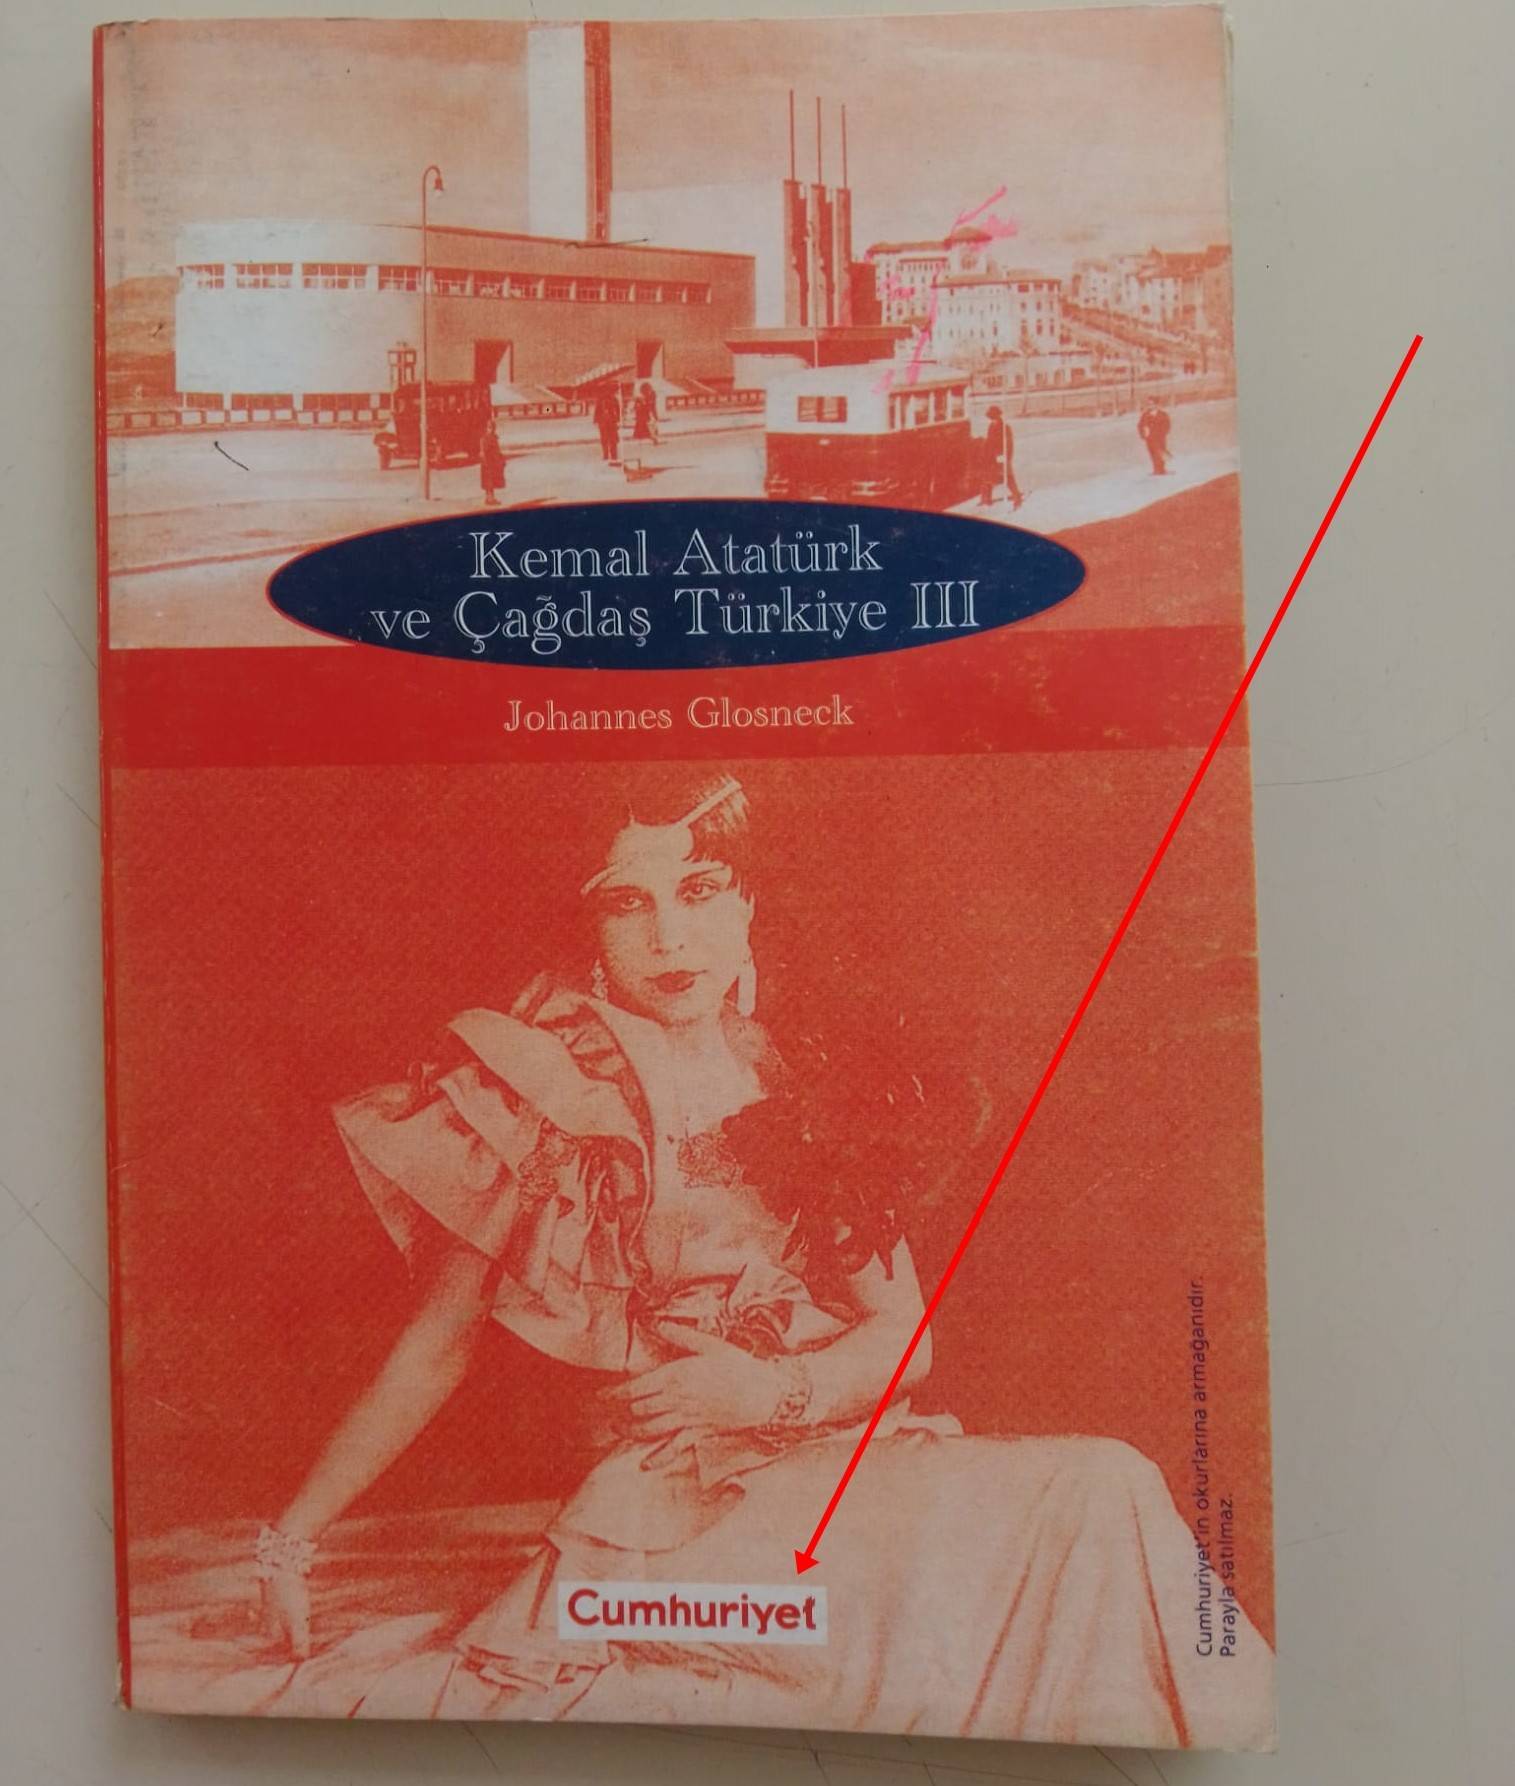 Kemal Atatürk
ve Çağdaş Türkiye III
Johannes Glosneck
Cumhuriyet'in okurlarına armağanıdır.
Parayla satılmaz.
Cumhuriyet